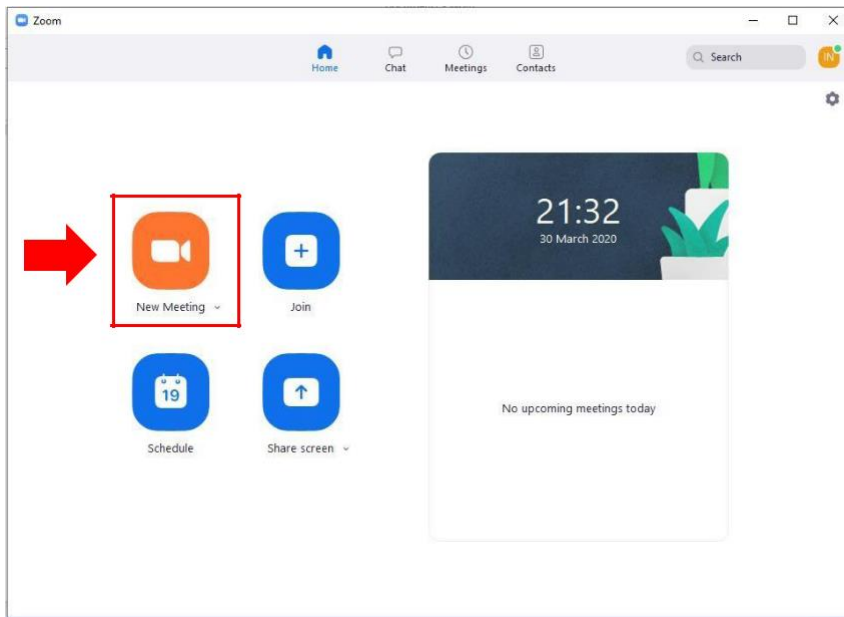 Zoom
Home
Chat
Meetings
Contacts
Search
IN
21:32
30 March 2020
New Meeting
Join
19
Schedule
Share screen
No upcoming meetings today